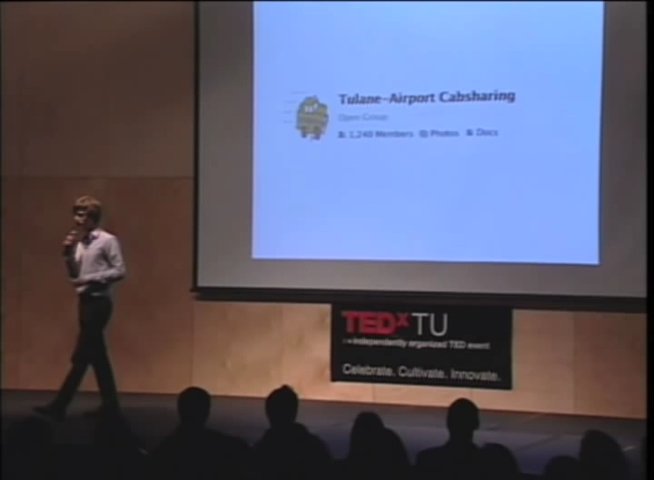 Tulane-Airport Cabsharing
Open Group
1,240 Members Photos Docs
TEDxTU
x = independently organized TED event
Celebrate. Cultivate. Innovate.